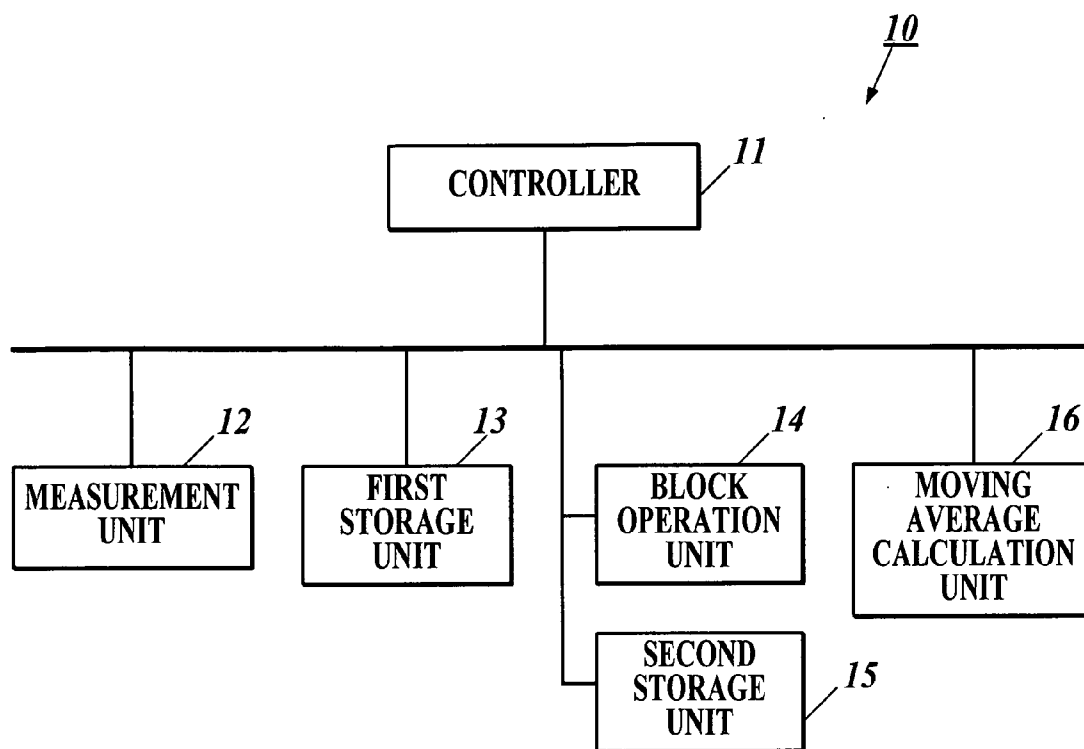 10
CONTROLLER
11
12
MEASUREMENT
UNIT
13
FIRST
STORAGE
UNIT
14
BLOCK
OPERATION
UNIT
16
MOVING
AVERAGE
CALCULATION
UNIT
SECOND
STORAGE
UNIT
15